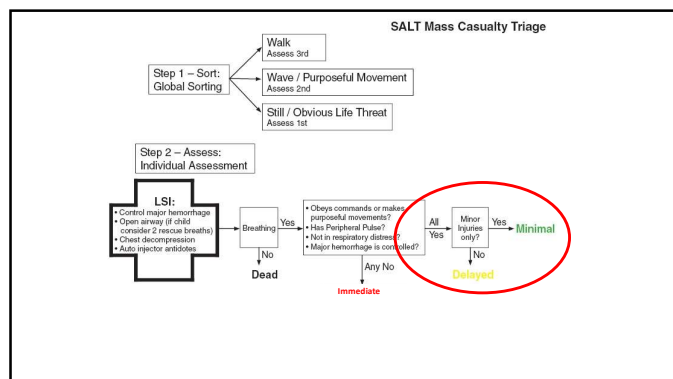 SALT Mass Casualty Triage
Walk
Assess 3rd
Step 1 – Sort:
Global Sorting
Wave / Purposeful Movement
Assess 2nd
Still / Obvious Life Threat
Assess 1st
Step 2 – Assess:
Individual Assessment
LSI:
• Control major hemorrhage
• Open airway (if child
consider 2 rescue breaths)
• Chest decompression
• Auto injector antidotes
Breathing
Yes
No
Dead
• Obeys commands or makes
purposeful movements?
• Has Peripheral Pulse?
• Not in respiratory distress?
• Major hemorrhage is controlled?
All
Yes
Any No
Immediate
Minor
Injuries
only?
Yes
Minimal
No
Delayed